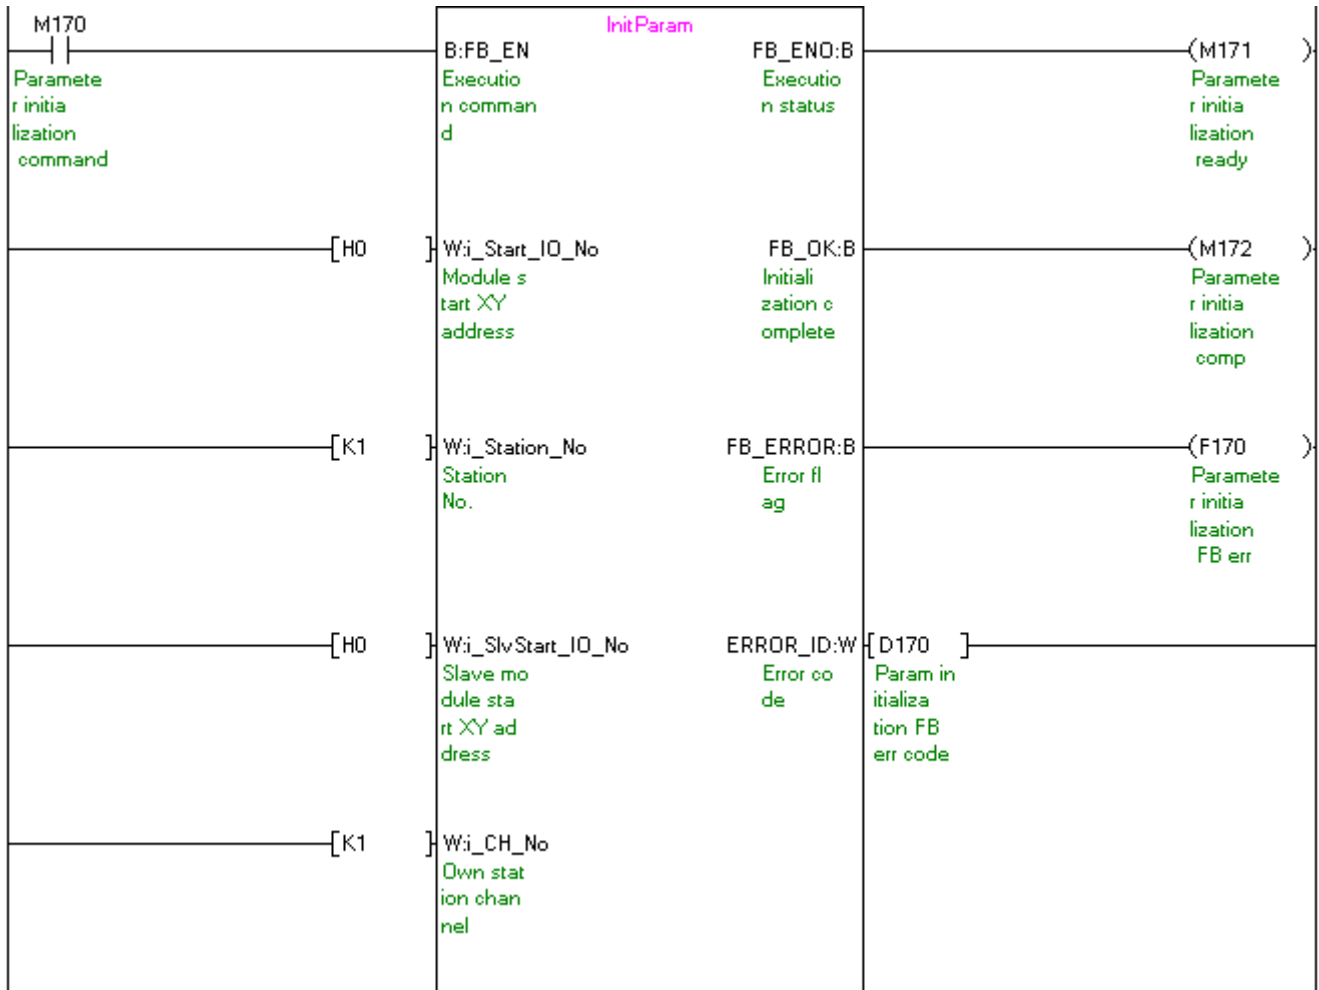 M170
InitParam
B:FB_EN
FB_ENO:B
(M171 )
Paramete
r initia
lization
command
Executio
n comman
d
Executio
n status
Paramete
r initia
lization
ready
[H0 ]
W:i_Start_IO_No
FB_OK:B
(M172 )
Module s
tart XY
address
Initiali
zation c
omplete
Paramete
r initia
lization
comp
[K1 ]
W:i_Station_No
FB_ERROR:B
(F170 )
Station
No.
Error fl
ag
Paramete
r initia
lization
FB err
[H0 ]
W:i_SlvStart_IO_No
ERROR_ID:W
[D170 ]
Slave mo
dule sta
rt XY ad
dress
Error co
de
Param in
itializa
tion FB
err code
[K1 ]
W:i_CH_No
Own stat
ion chan
nel